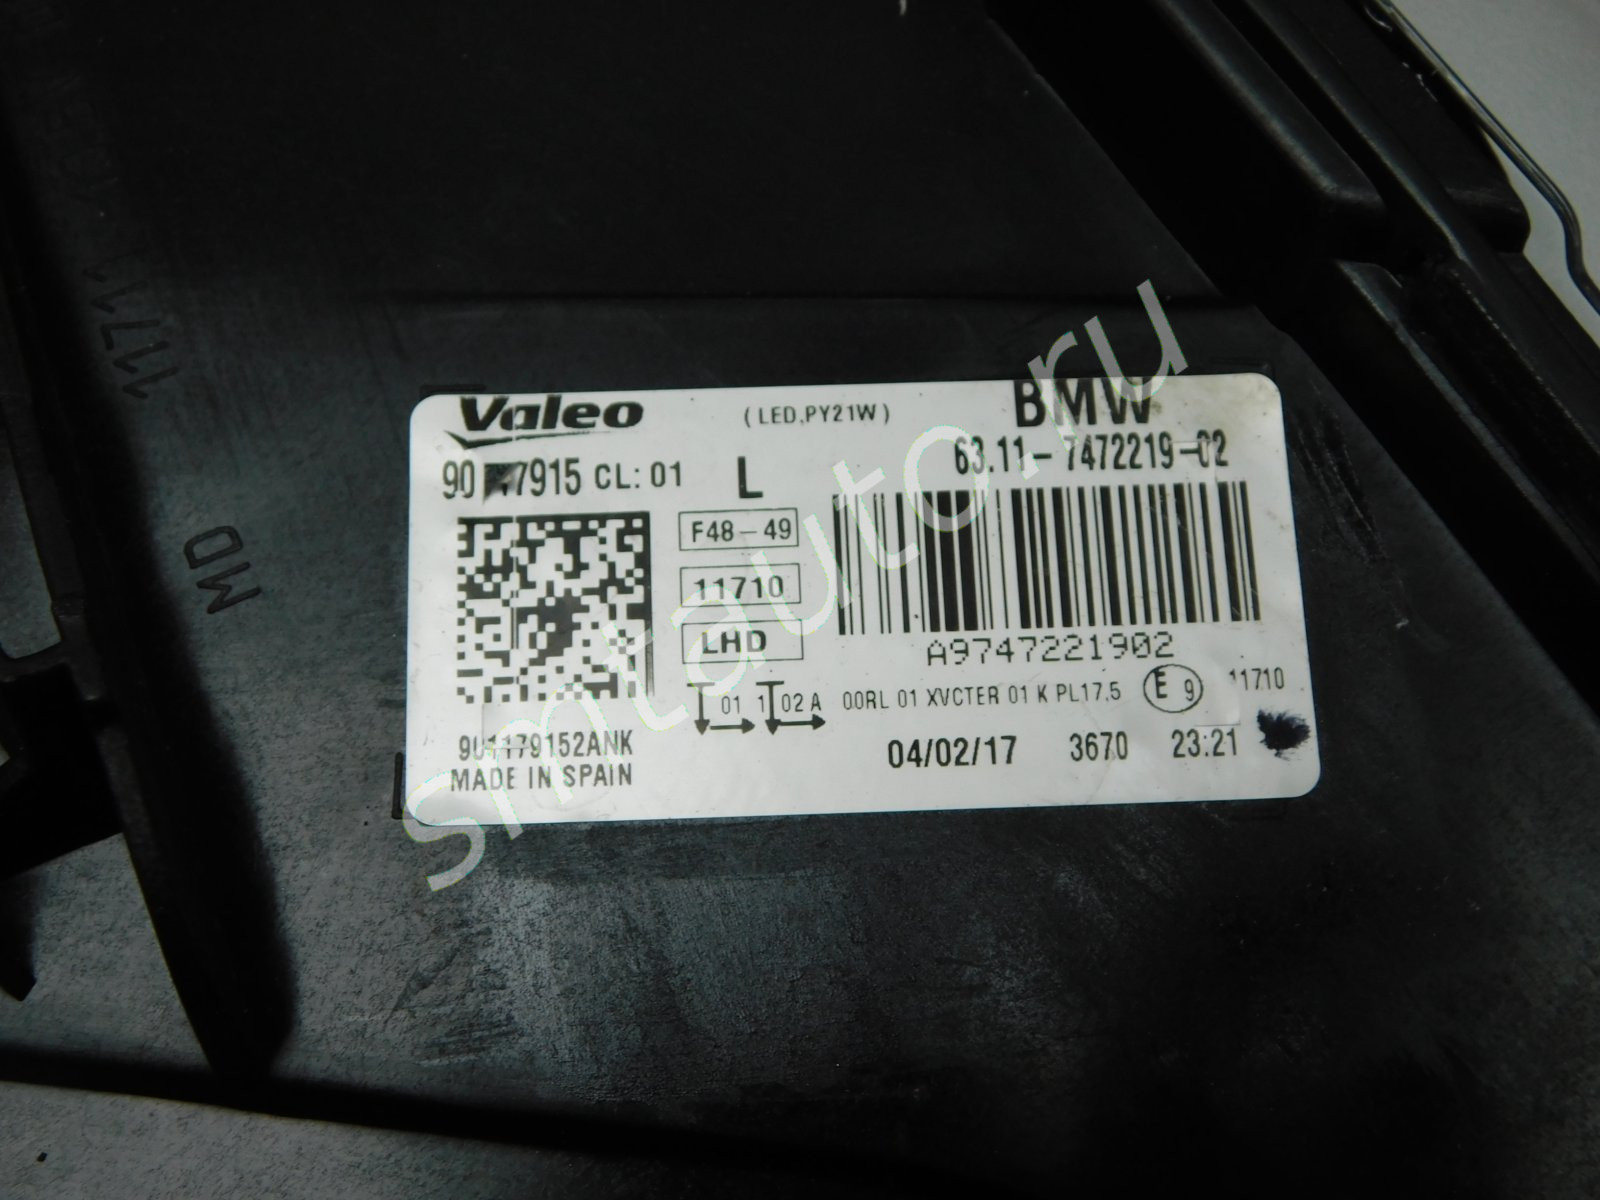 Valeo
(LED,PY21W)
BMW
7915 CL: 01
L
63.11-7472219-02
F48-49
11710
LHD
A9747221902
01 1 02 A 00RL 01 XVCTER 01 K PL17.5 E 9 11710
MADE IN SPAIN
04/02/17 3670 23:21
1171
MD
smtauto.ru